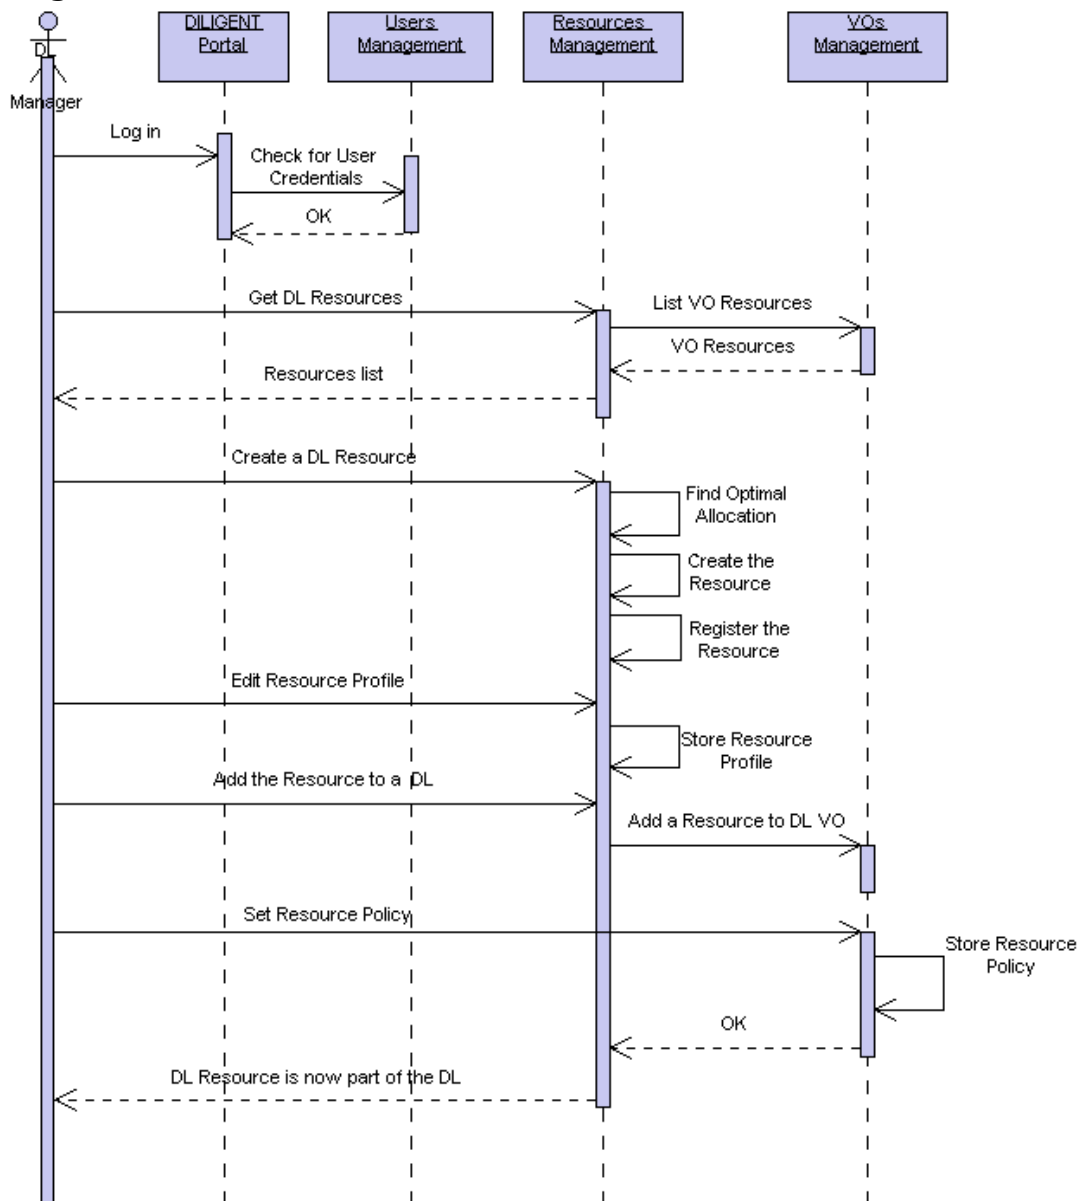 DL
Manager
DILIGENT
Portal
Users
Management
Resources
Management
VOs
Management
Log in
Check for User
Credentials
OK
Get DL Resources
List VO Resources
VO Resources
Resources list
Create a DL Resource
Find Optimal
Allocation
Create the
Resource
Register the
Resource
Edit Resource Profile
Store Resource
Profile
Add the Resource to a DL
Add a Resource to DL VO
Set Resource Policy
Store Resource
Policy
OK
DL Resource is now part of the DL